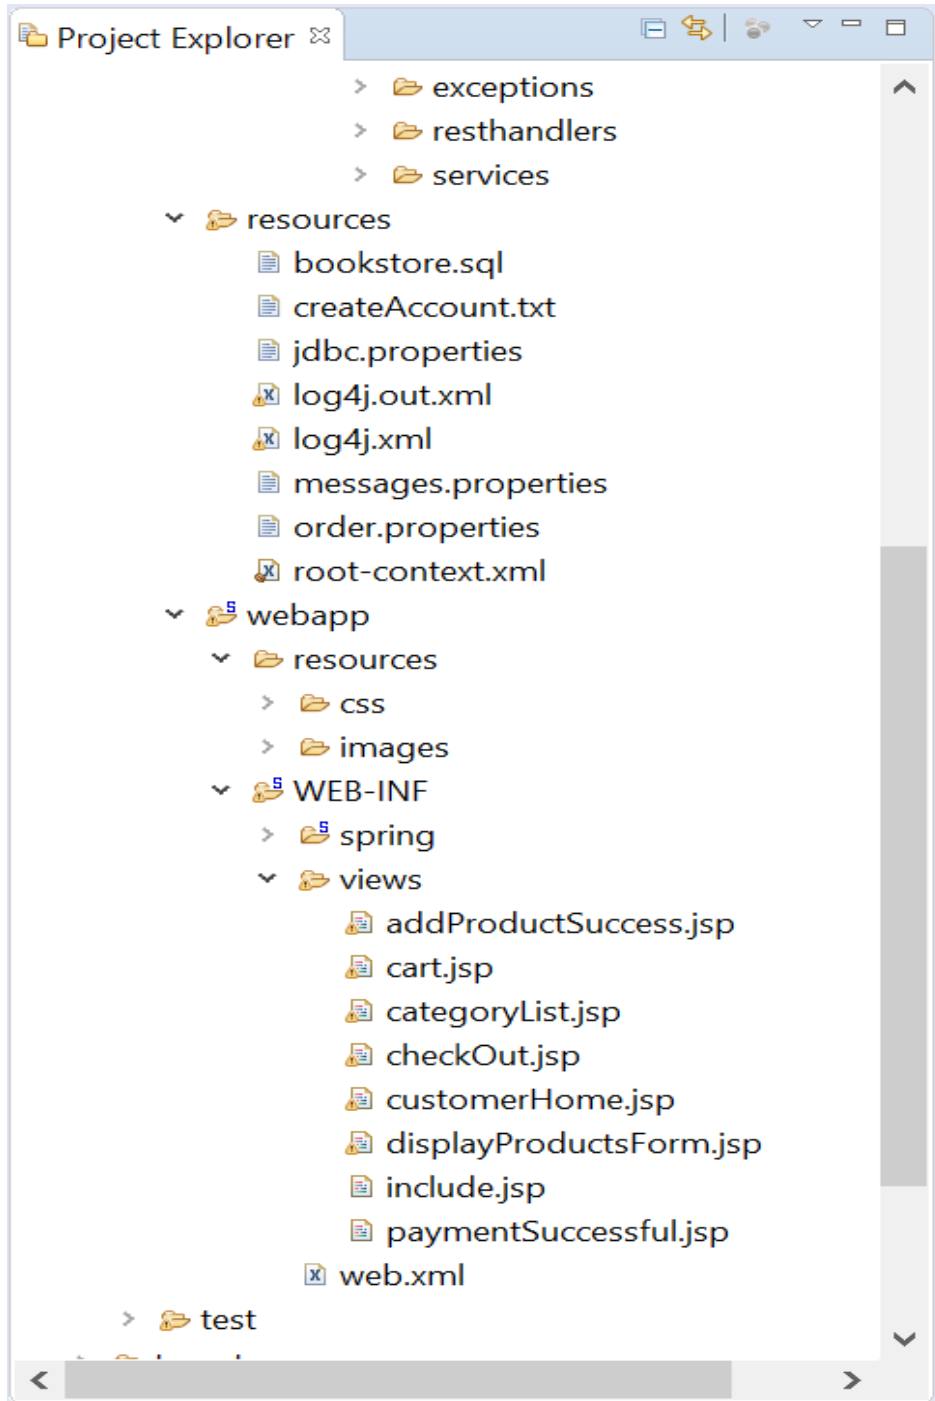 Project Explorer
exceptions
resthandlers
services
resources
bookstore.sql
createAccount.txt
jdbc.properties
log4j.out.xml
log4j.xml
messages.properties
order.properties
root-context.xml
webapp
resources
css
images
WEB-INF
spring
views
addProductSuccess.jsp
cart.jsp
categoryList.jsp
checkOut.jsp
customerHome.jsp
displayProductsForm.jsp
include.jsp
paymentSuccessful.jsp
web.xml
test